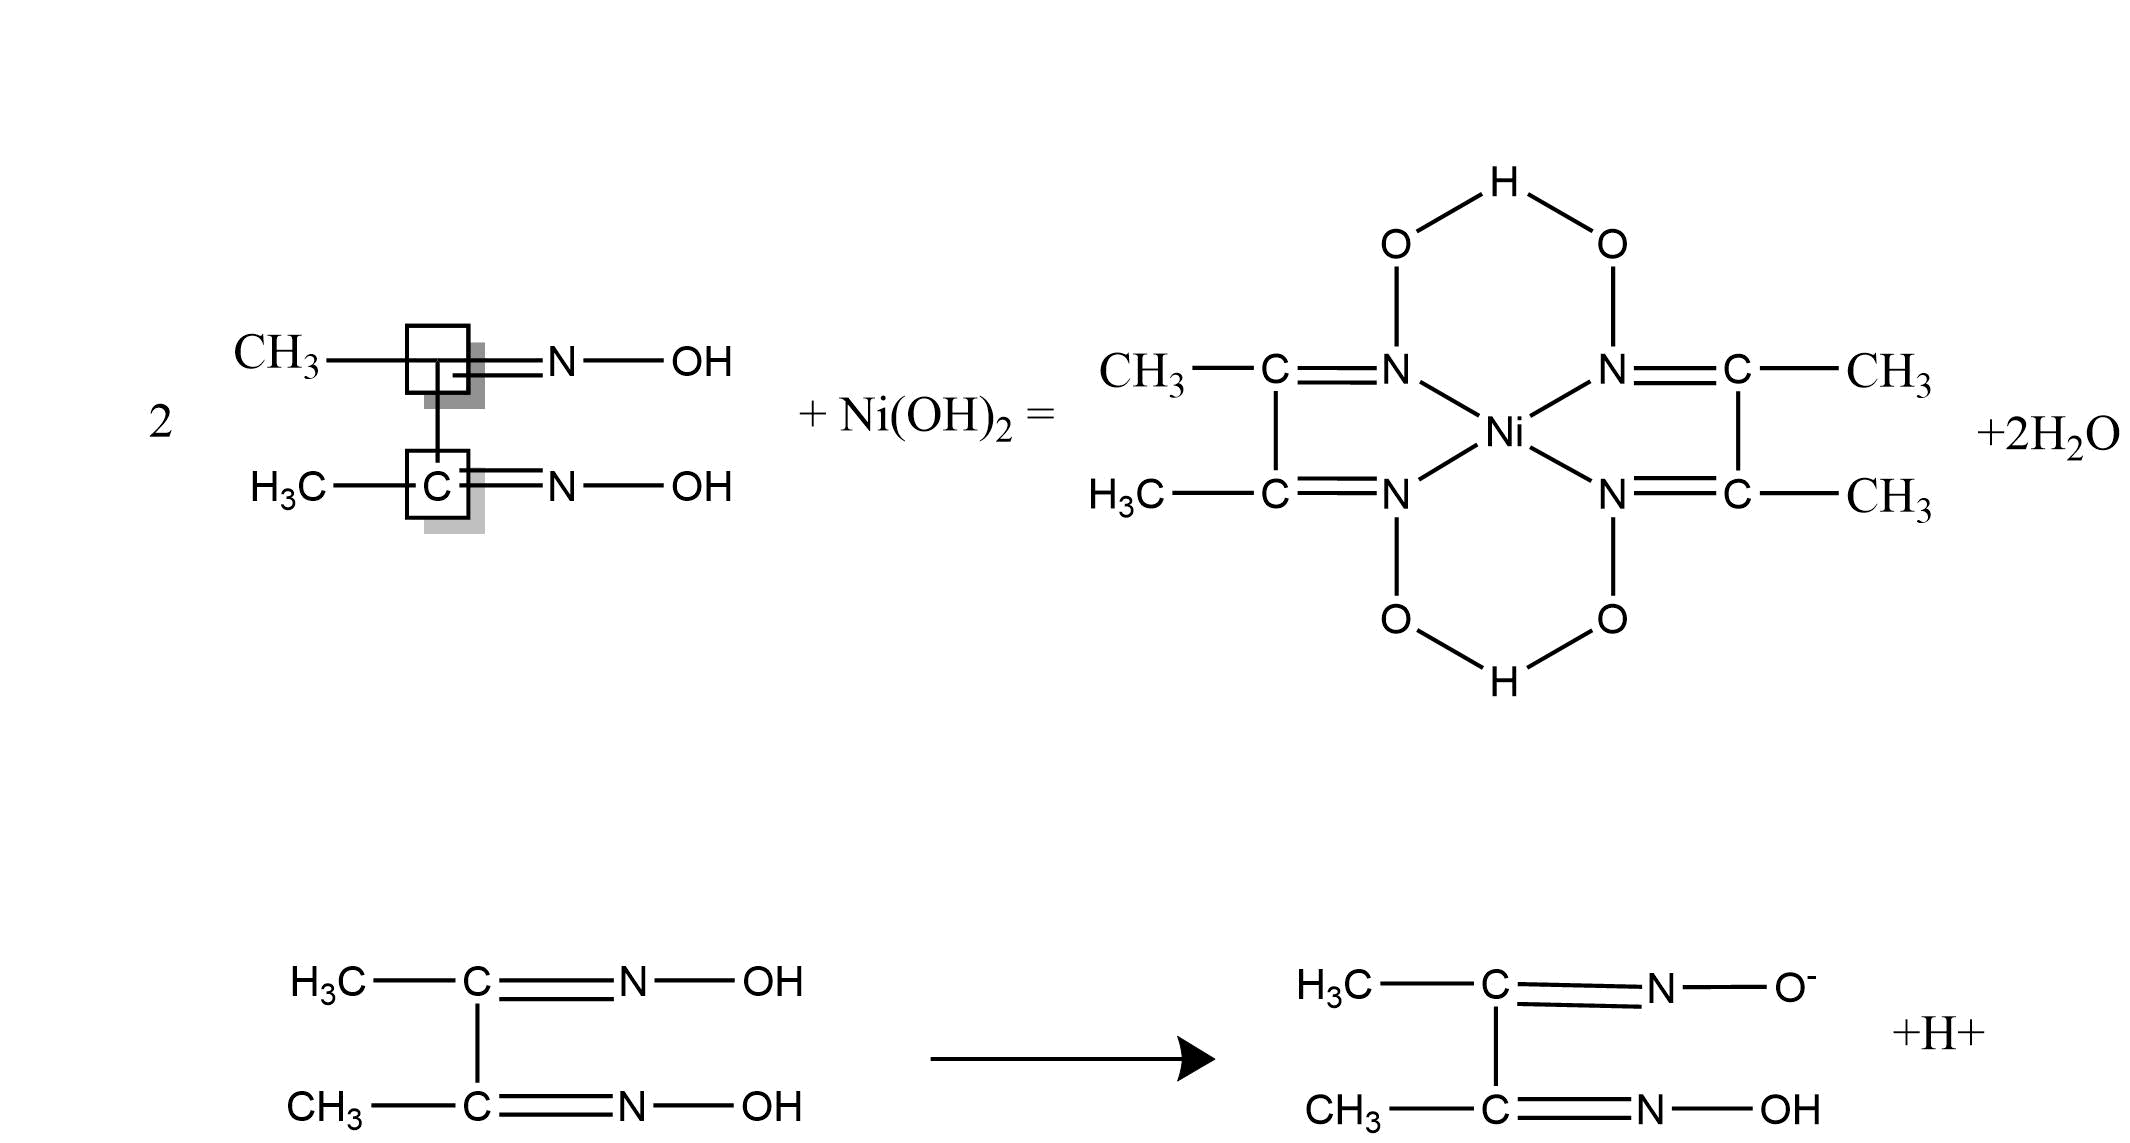 H
O O
CH₃ N OH CH₃ C N N C CH₃
2 + Ni(OH)₂ = Ni +2H₂O
H₃C C N OH H₃C C N N C CH₃
O O
H
H₃C C N OH H₃C C N O⁻
+H+
CH₃ C N OH CH₃ C N OH